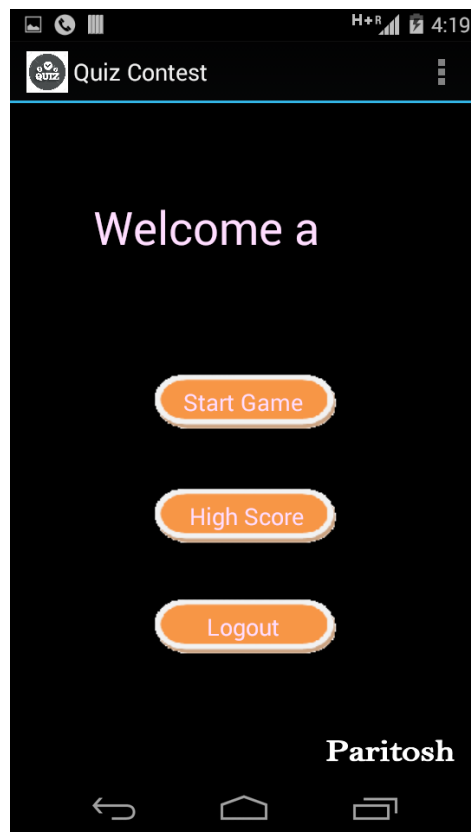 H+R 4:19
QUIZ Quiz Contest
Welcome a
Start Game
High Score
Logout
Paritosh